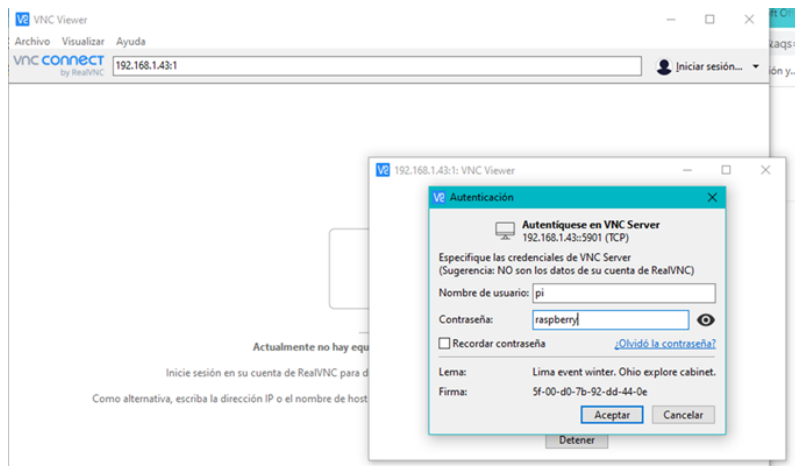 VNC Viewer
Archivo Visualizar Ayuda
VNC CONNECT
by RealVNC
192.168.1.43:1
Iniciar sesión...
192.168.1.43:1: VNC Viewer
Autenticación
Autentíquese en VNC Server
192.168.1.43::5901 (TCP)
Especifique las credenciales de VNC Server
(Sugerencia: NO son los datos de su cuenta de RealVNC)
Nombre de usuario: pi
Contraseña: raspberry
Recordar contraseña ¿Olvidó la contraseña?
Lema: Lima event winter. Ohio explore cabinet.
Firma: 5f-00-d0-7b-92-dd-44-0e
Aceptar Cancelar
Detener
Actualmente no hay equ
Inicie sesión en su cuenta de RealVNC para d
Como alternativa, escriba la dirección IP o el nombre de host